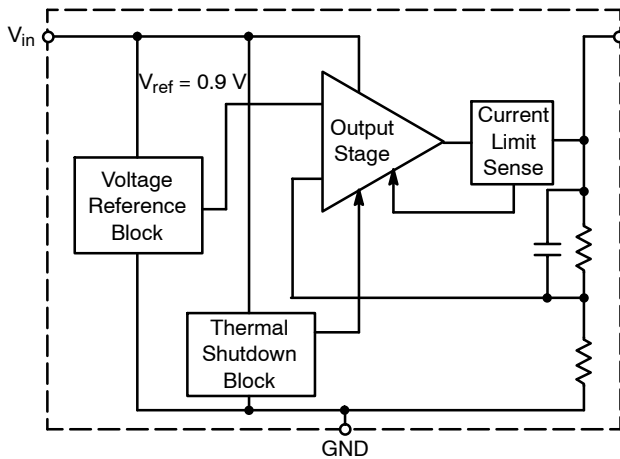 V_in
V_ref = 0.9 V
Output
Stage
Current
Limit
Sense
Voltage
Reference
Block
Thermal
Shutdown
Block
GND